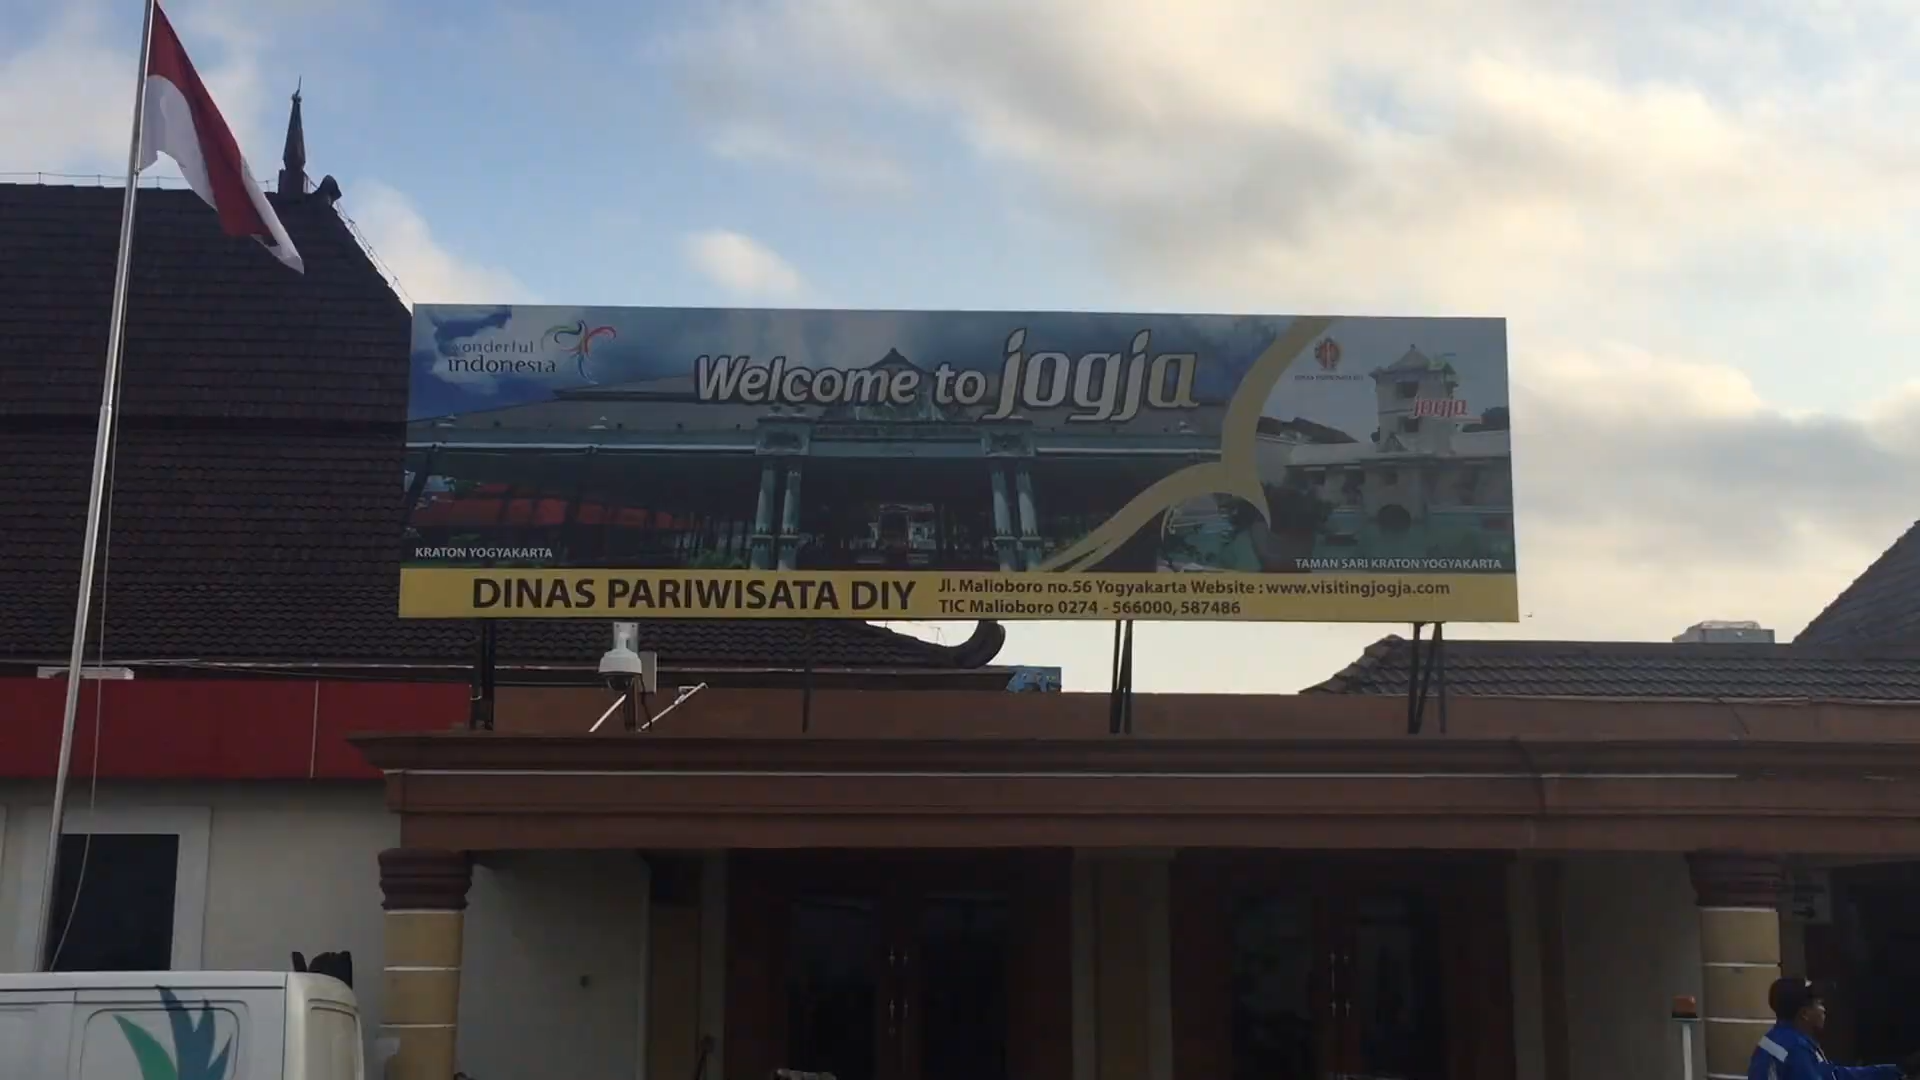 wonderful
indonesia
Welcome to jogja
jogja
KRATON YOGYAKARTA
TAMAN SARI KRATON YOGYAKARTA
DINAS PARIWISATA DIY
Jl. Malioboro no.56 Yogyakarta Website : www.visitingjogja.com
TIC Malioboro 0274 - 566000, 587486